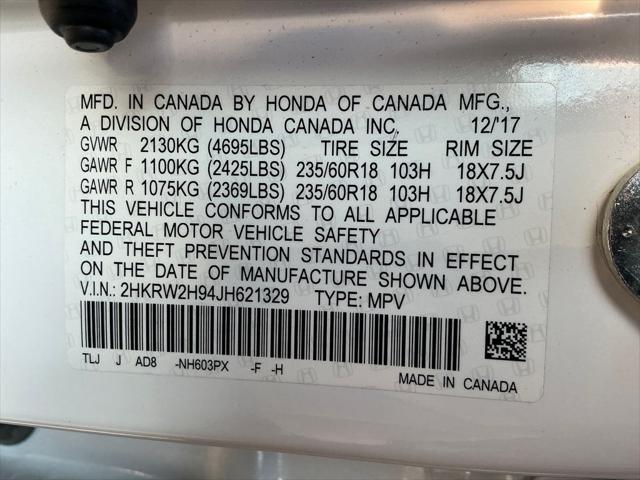 MFD. IN CANADA BY HONDA OF CANADA MFG.,
A DIVISION OF HONDA CANADA INC. 12/'17
GVWR 2130KG (4695LBS) TIRE SIZE RIM SIZE
GAWR F 1100KG (2425LBS) 235/60R18 103H 18X7.5J
GAWR R 1075KG (2369LBS) 235/60R18 103H 18X7.5J
THIS VEHICLE CONFORMS TO ALL APPLICABLE
FEDERAL MOTOR VEHICLE SAFETY
AND THEFT PREVENTION STANDARDS IN EFFECT
ON THE DATE OF MANUFACTURE SHOWN ABOVE.
V.I.N.: 2HKRW2H94JH621329 TYPE: MPV
TLJ J AD8 -NH603PX -F -H
MADE IN CANADA